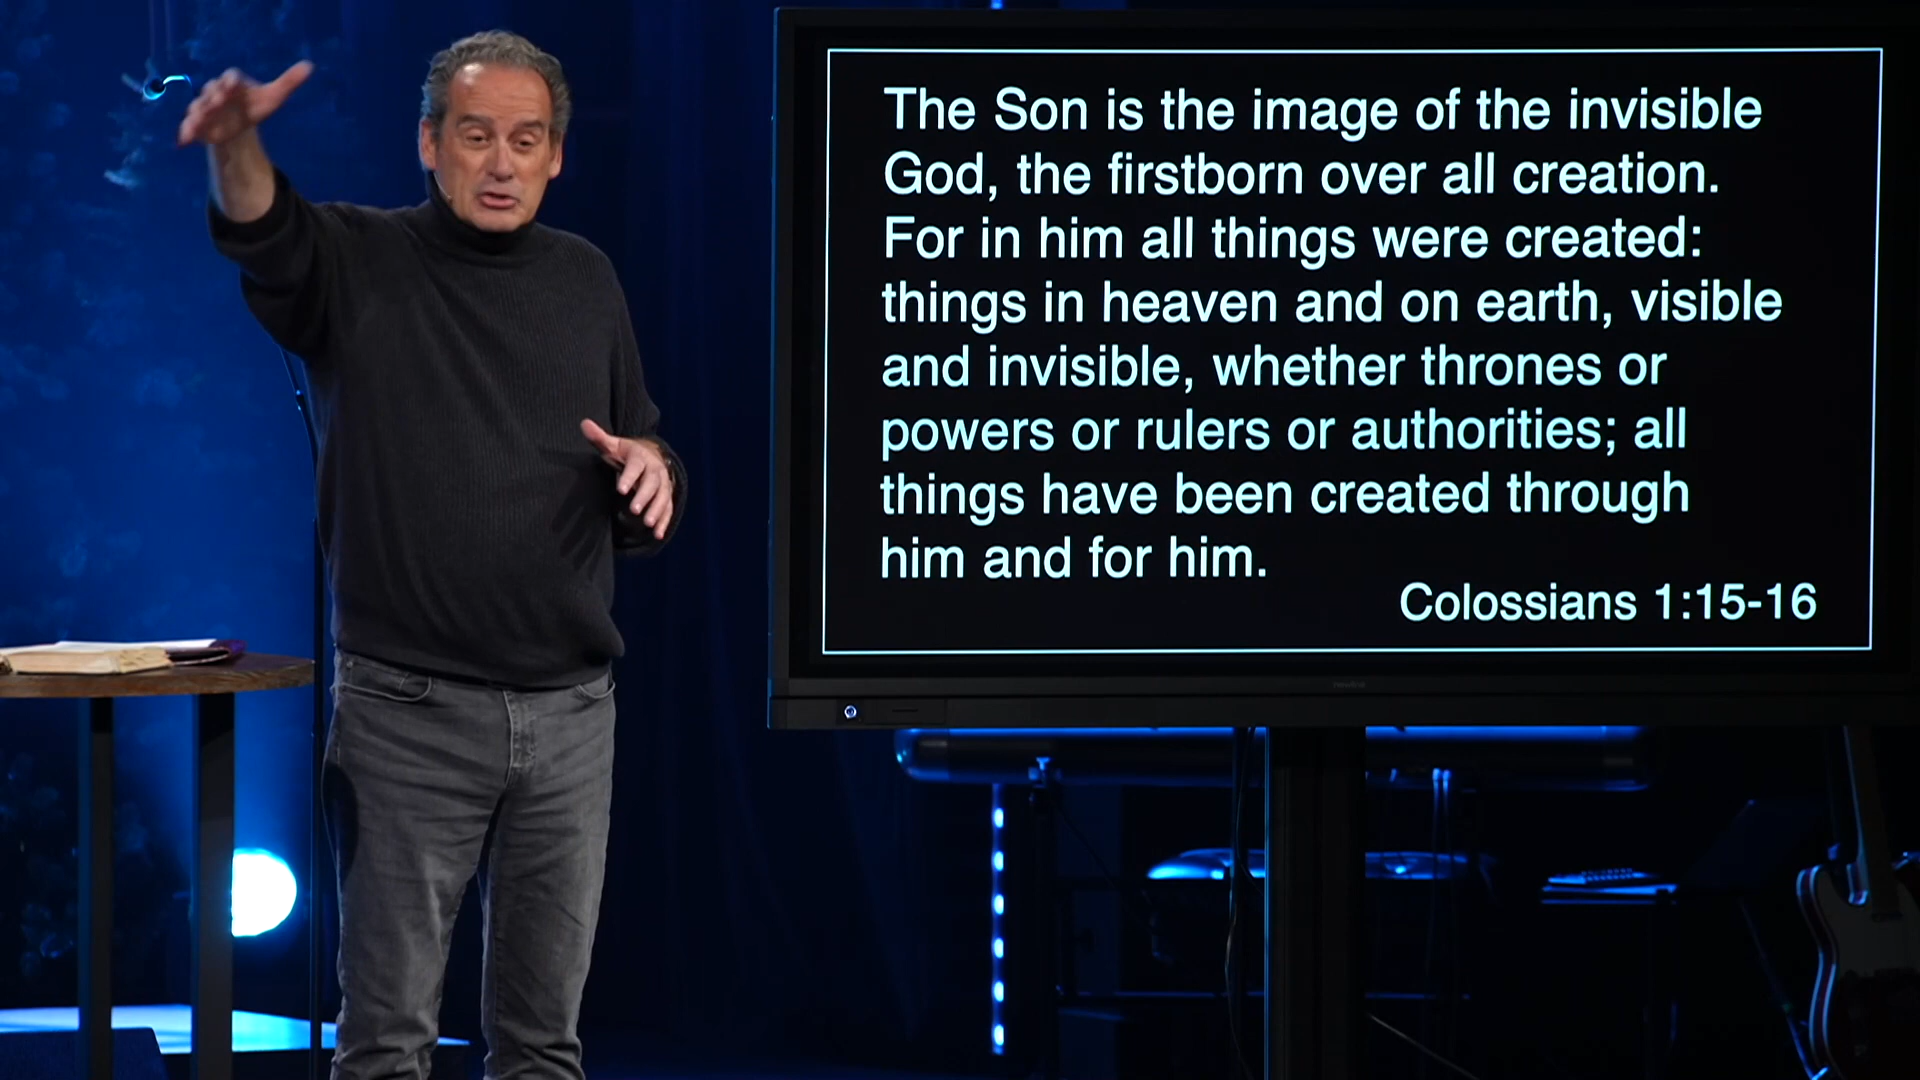 The Son is the image of the invisible
God, the firstborn over all creation.
For in him all things were created:
things in heaven and on earth, visible
and invisible, whether thrones or
powers or rulers or authorities; all
things have been created through
him and for him.
Colossians 1:15-16